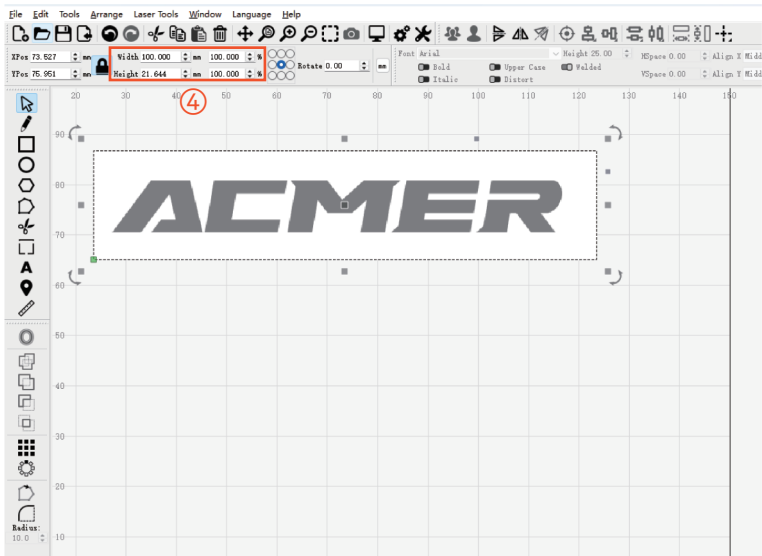 File Edit Tools Arrange Laser Tools Window Language Help
XPos 73.527 mm Width 100.000 mm 100.000 % Rotate 0.00 mm Font Arial Height 25.00 HSpace 0.00 Align X Midd
YPos 75.951 mm Height 21.644 mm 100.000 % Bold Upper Case Welded VSpace 0.00 Align Y Midd
Italic Distort
④
20 30 40 50 60 70 80 90 100 110 120 130 140 150
90
80
ACMER
70
60
50
40
30
20
Radius:
10.0 10